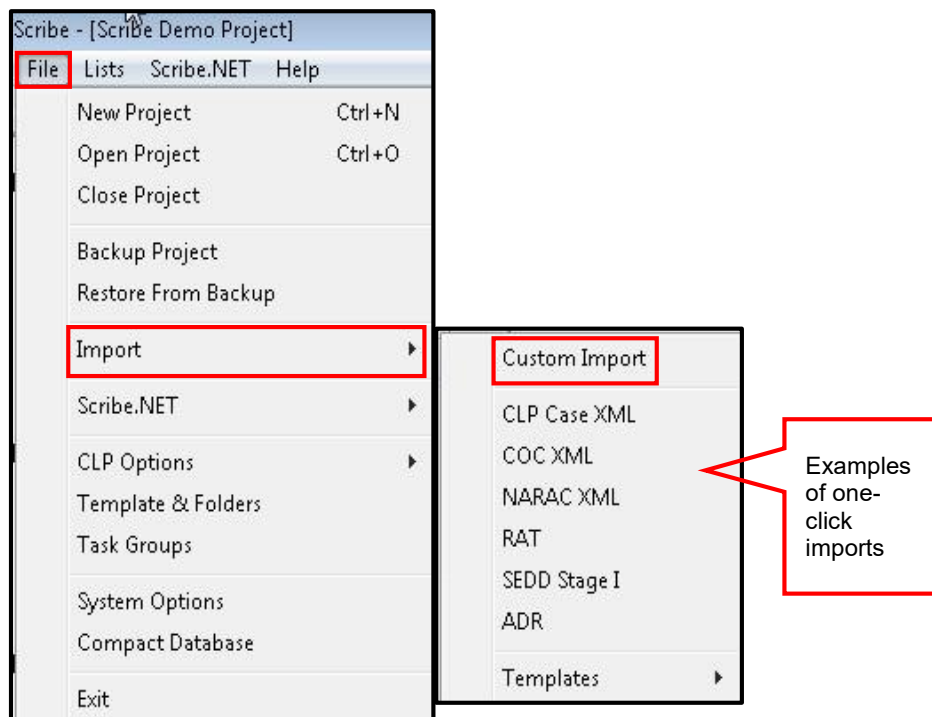 Scribe - [Scribe Demo Project]
File Lists Scribe.NET Help
New Project Ctrl+N
Open Project Ctrl+O
Close Project
Backup Project
Restore From Backup
Import
Scribe.NET
CLP Options
Template & Folders
Task Groups
System Options
Compact Database
Exit
Custom Import
CLP Case XML
COC XML
NARAC XML
RAT
SEDD Stage I
ADR
Templates
Examples
of one-
click
imports